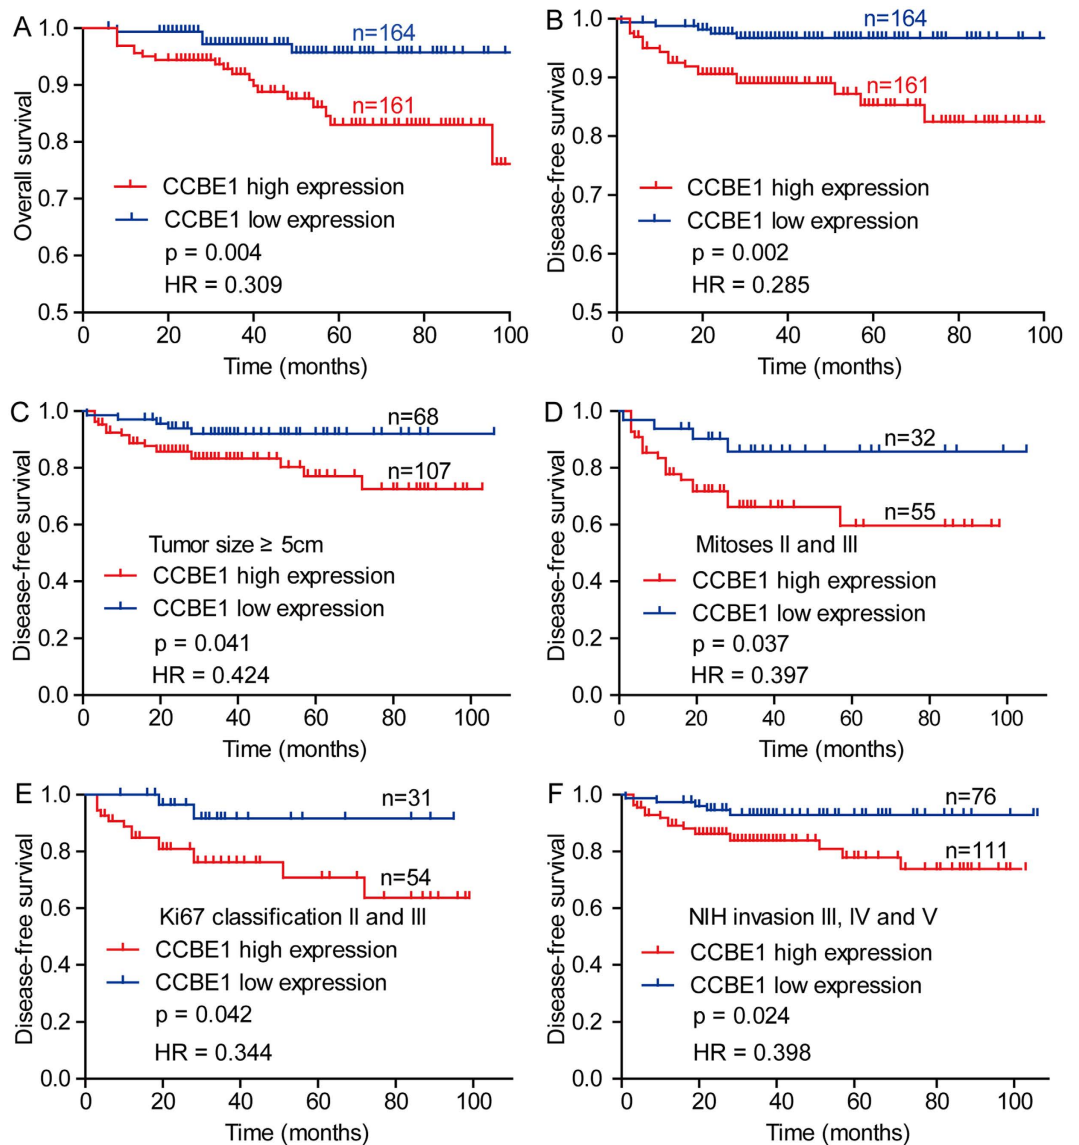 A
Overall survival
1.0
0.9
0.8
0.7
0.6
0.5
n=164
n=161
CCBE1 high expression
CCBE1 low expression
p = 0.004
HR = 0.309
0 20 40 60 80 100
Time (months)
B
Disease-free survival
1.0
0.9
0.8
0.7
0.6
0.5
n=164
n=161
CCBE1 high expression
CCBE1 low expression
p = 0.002
HR = 0.285
0 20 40 60 80 100
Time (months)
C
Disease-free survival
1.0
0.8
0.6
0.4
0.2
0.0
n=68
n=107
Tumor size ≥ 5cm
CCBE1 high expression
CCBE1 low expression
p = 0.041
HR = 0.424
0 20 40 60 80 100
Time (months)
D
Disease-free survival
1.0
0.8
0.6
0.4
0.2
0.0
n=32
n=55
Mitoses II and III
CCBE1 high expression
CCBE1 low expression
p = 0.037
HR = 0.397
0 20 40 60 80 100
Time (months)
E
Disease-free survival
1.0
0.8
0.6
0.4
0.2
0.0
n=31
n=54
Ki67 classification II and III
CCBE1 high expression
CCBE1 low expression
p = 0.042
HR = 0.344
0 20 40 60 80 100
Time (months)
F
Disease-free survival
1.0
0.8
0.6
0.4
0.2
0.0
n=76
n=111
NIH invasion III, IV and V
CCBE1 high expression
CCBE1 low expression
p = 0.024
HR = 0.398
0 20 40 60 80 100
Time (months)